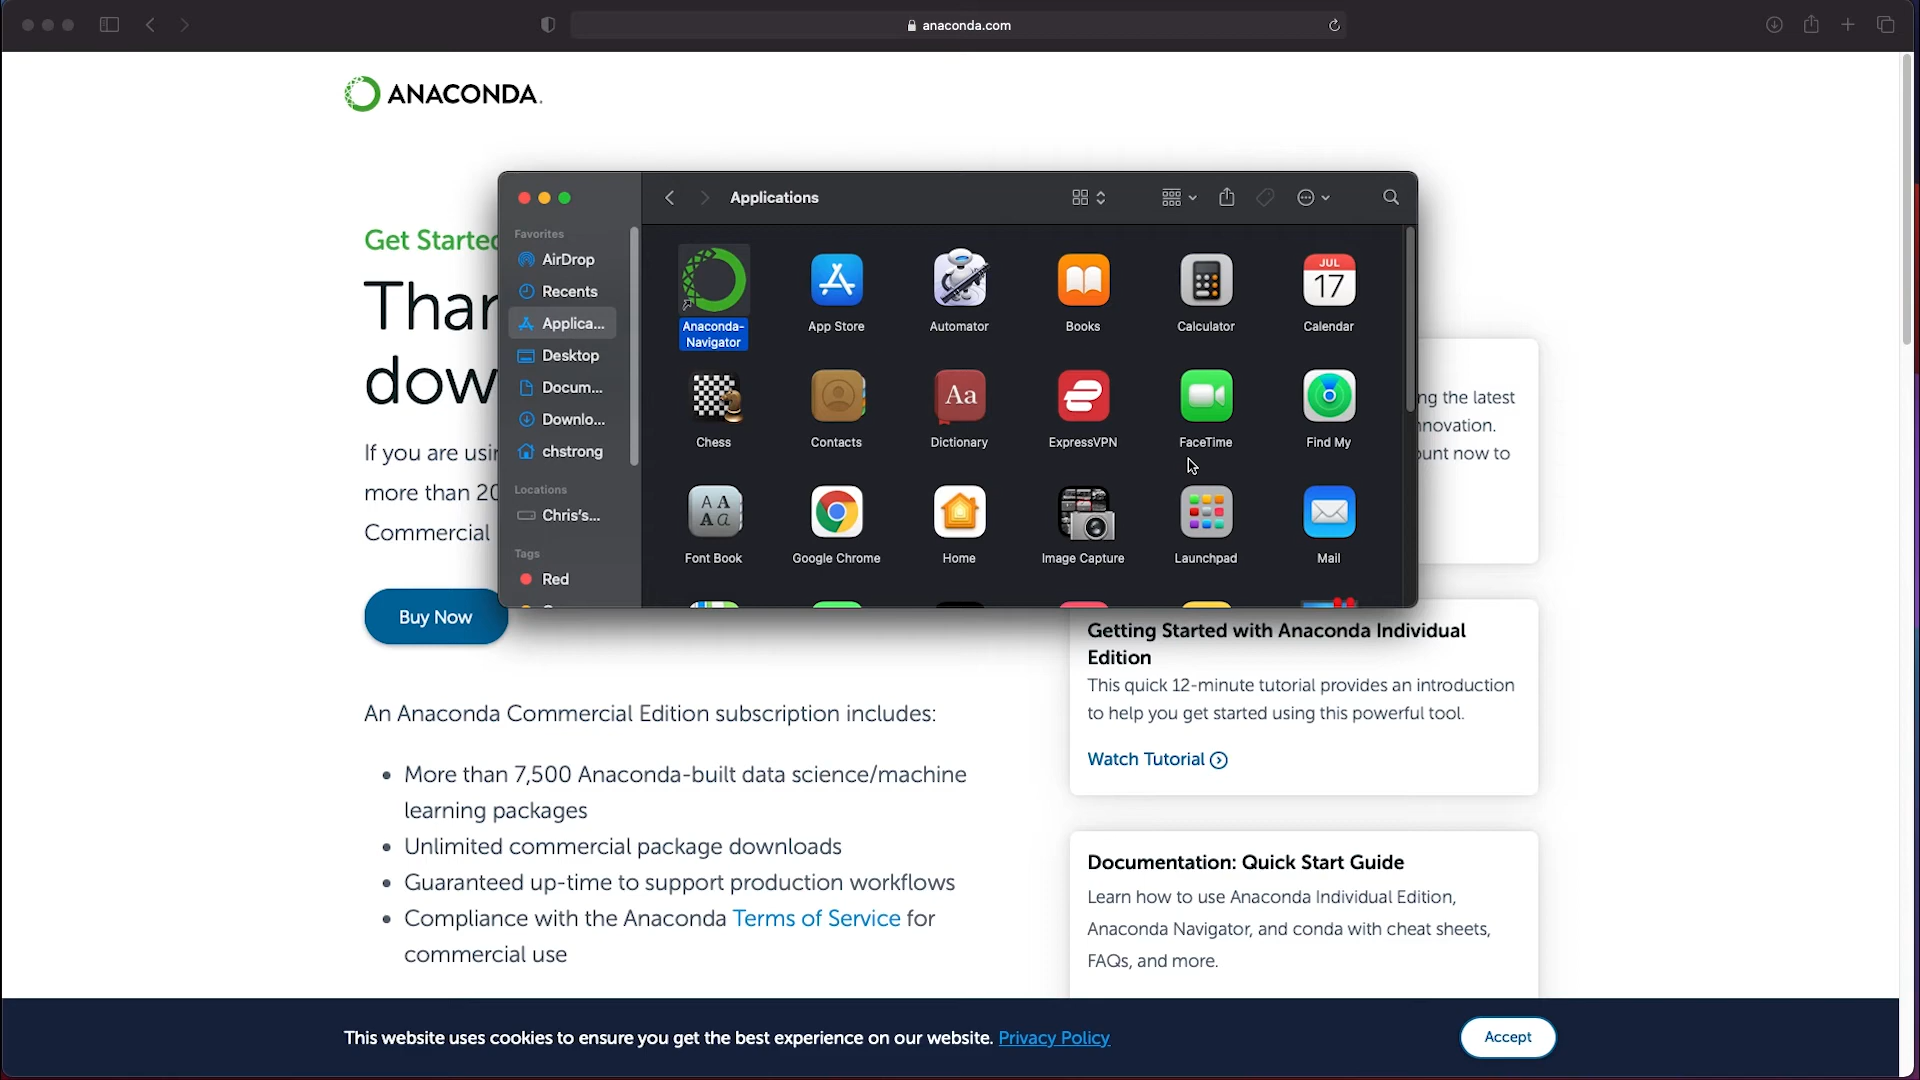 anaconda.com
ANACONDA.
Applications
Favorites
AirDrop
Recents
Applica...
Desktop
Docum...
Downlo...
chstrong
Locations
Chris's...
Tags
Red
Anaconda-
Navigator
App Store
Automator
Books
Calculator
JUL
17
Calendar
Chess
Contacts
Aa
Dictionary
ExpressVPN
FaceTime
Find My
A A
A a
Font Book
Google Chrome
Home
Image Capture
Launchpad
Mail
Get Started
dow
If you are usin
more than 20
Commercial
Buy Now
An Anaconda Commercial Edition subscription includes:
• More than 7,500 Anaconda-built data science/machine
learning packages
• Unlimited commercial package downloads
• Guaranteed up-time to support production workflows
• Compliance with the Anaconda Terms of Service for
commercial use
ng the latest
nnovation.
unt now to
Getting Started with Anaconda Individual
Edition
This quick 12-minute tutorial provides an introduction
to help you get started using this powerful tool.
Watch Tutorial
Documentation: Quick Start Guide
Learn how to use Anaconda Individual Edition,
Anaconda Navigator, and conda with cheat sheets,
FAQs, and more.
This website uses cookies to ensure you get the best experience on our website. Privacy Policy
Accept